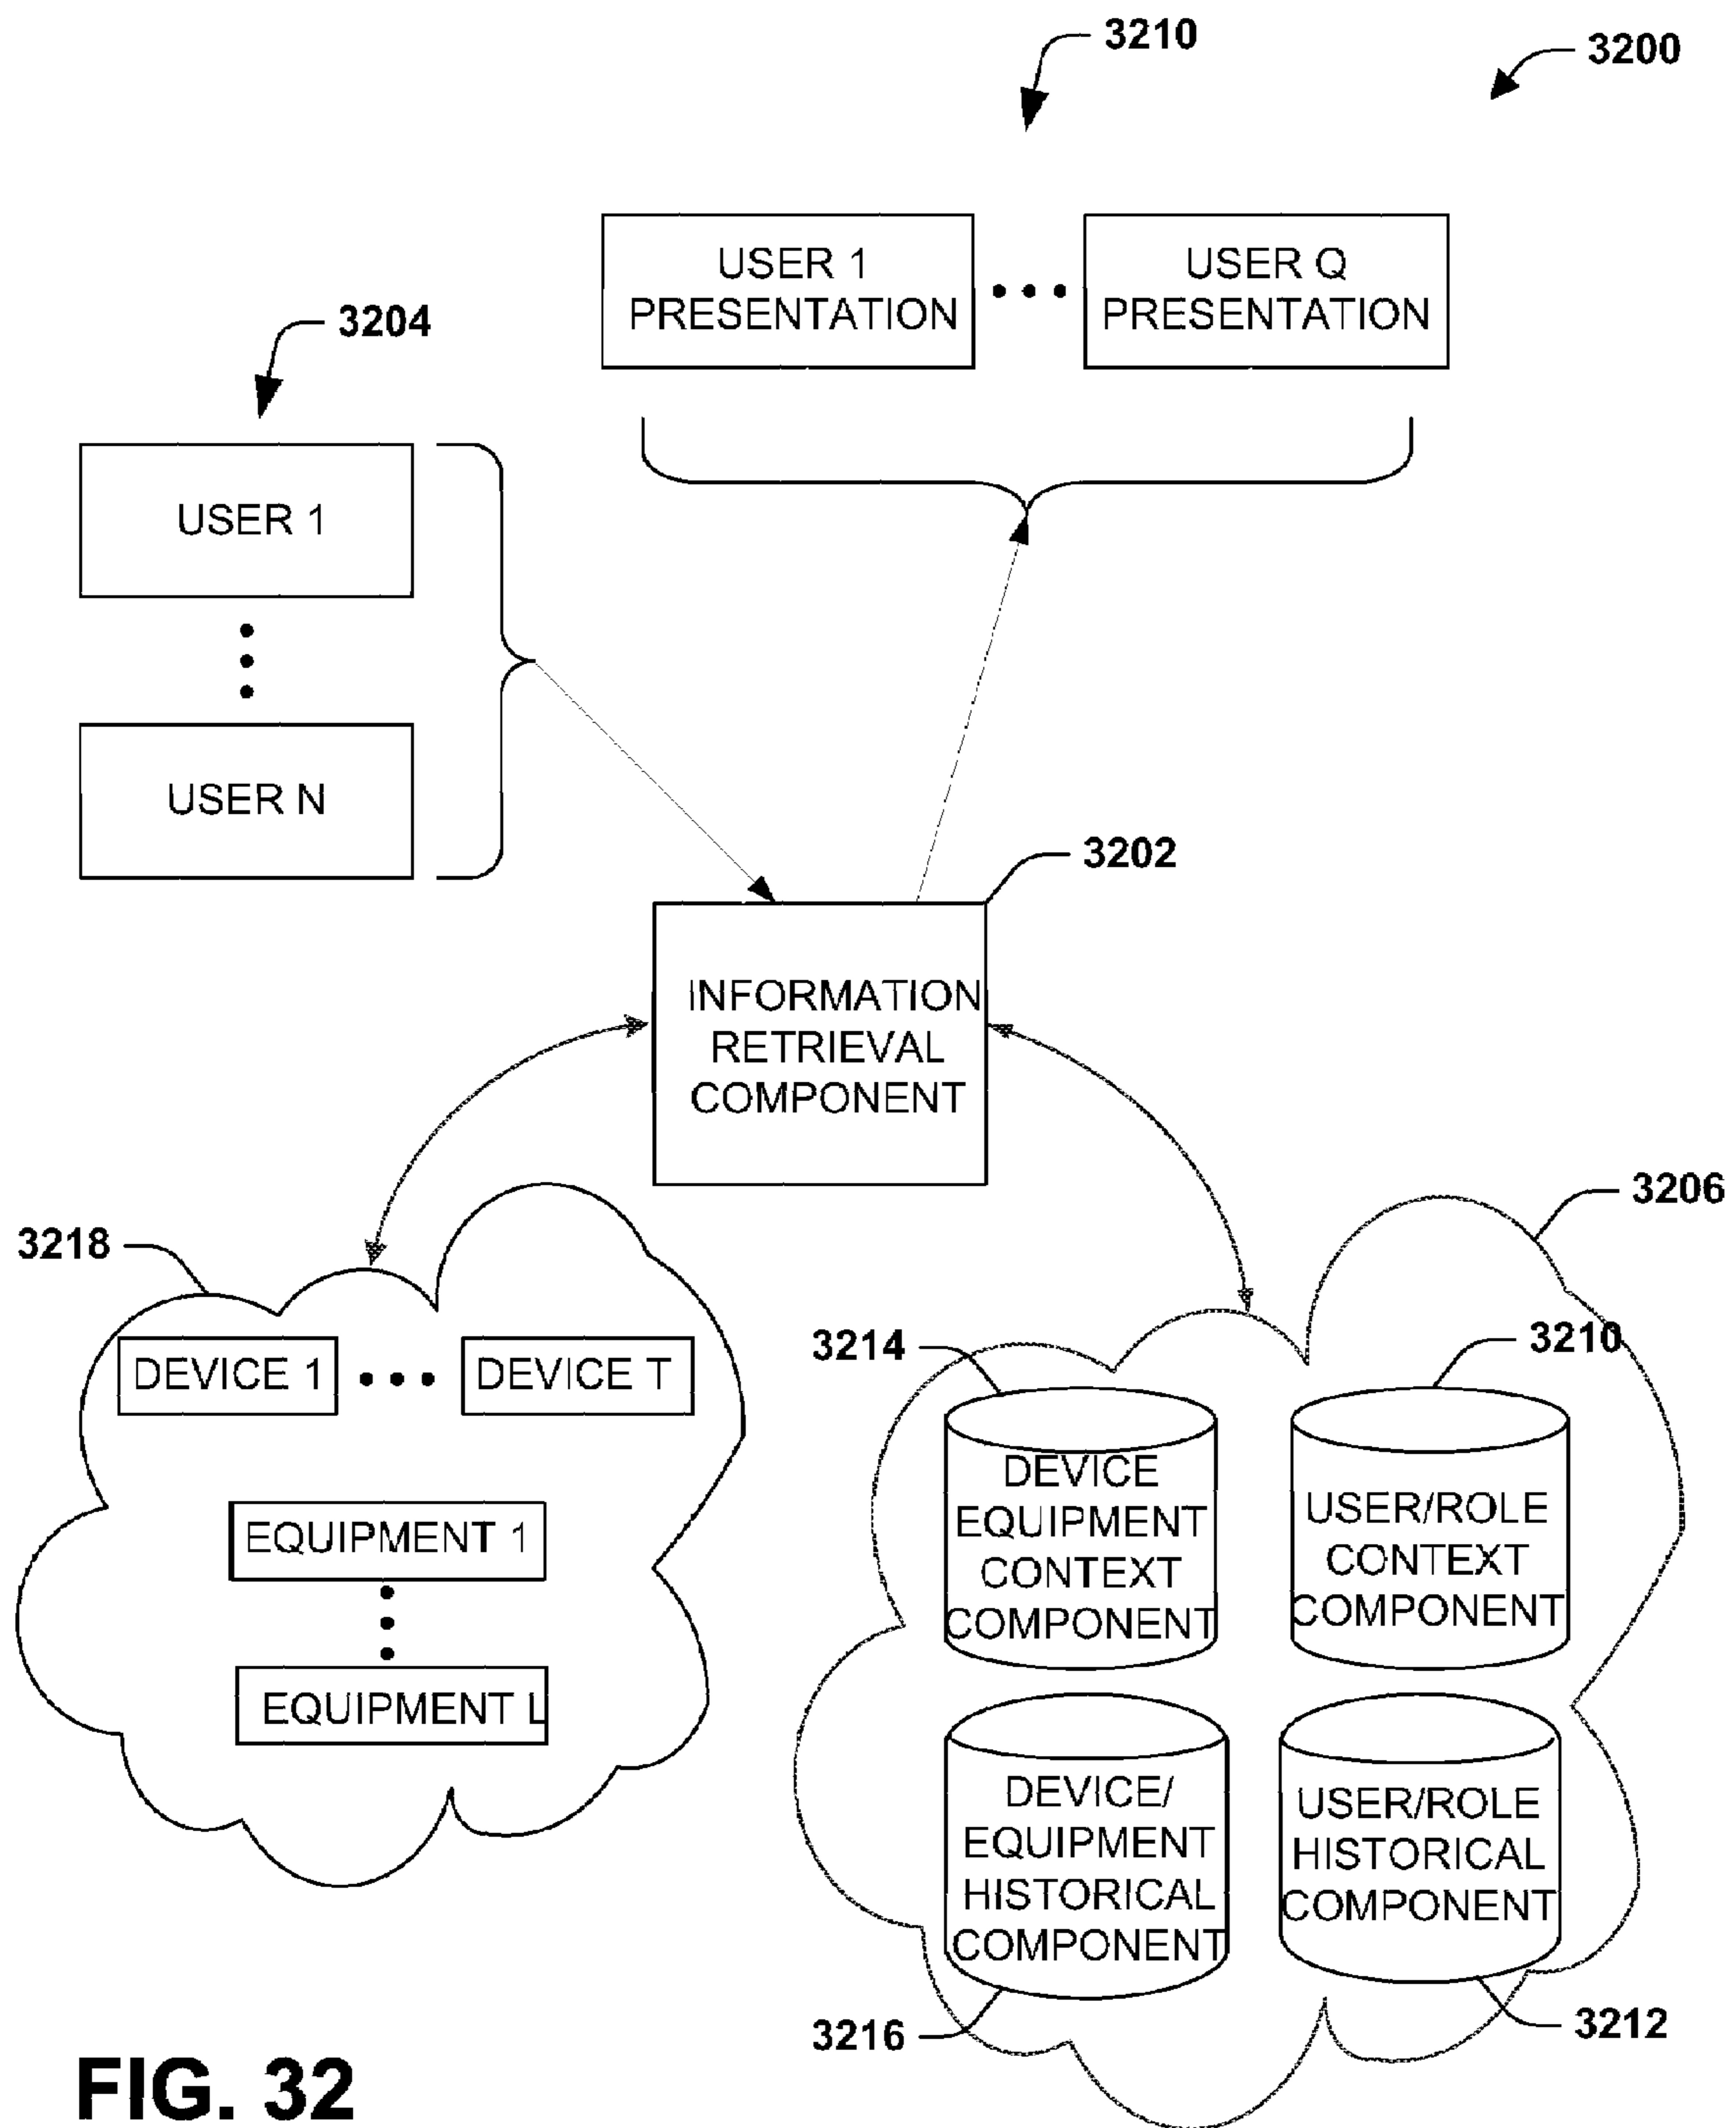 3210
3200
USER 1
PRESENTATION
USER Q
PRESENTATION
3204
USER 1
USER N
3202
INFORMATION
RETRIEVAL
COMPONENT
3206
3218
DEVICE 1
DEVICE T
EQUIPMENT 1
EQUIPMENT L
3214
3210
DEVICE
EQUIPMENT
CONTEXT
COMPONENT
USER/ROLE
CONTEXT
COMPONENT
DEVICE/
EQUIPMENT
HISTORICAL
COMPONENT
USER/ROLE
HISTORICAL
COMPONENT
3216
3212
FIG. 32